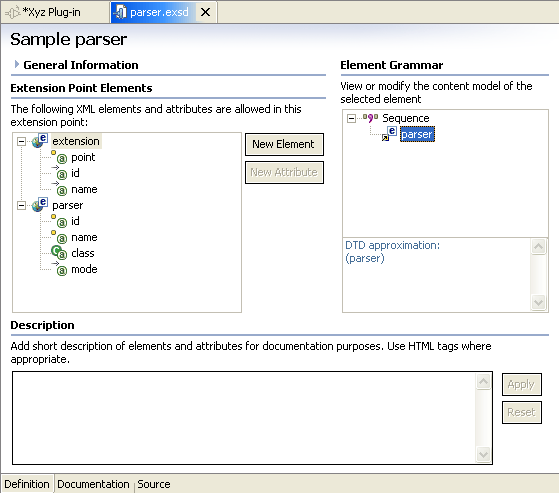 *Xyz Plug-in
parser.exsd
Sample parser
General Information
Extension Point Elements
The following XML elements and attributes are allowed in this
extension point:
extension
point
id
name
parser
id
name
class
mode
New Element
New Attribute
Element Grammar
View or modify the content model of the
selected element
Sequence
parser
DTD approximation:
(parser)
Description
Add short description of elements and attributes for documentation purposes. Use HTML tags where
appropriate.
Apply
Reset
Definition Documentation Source